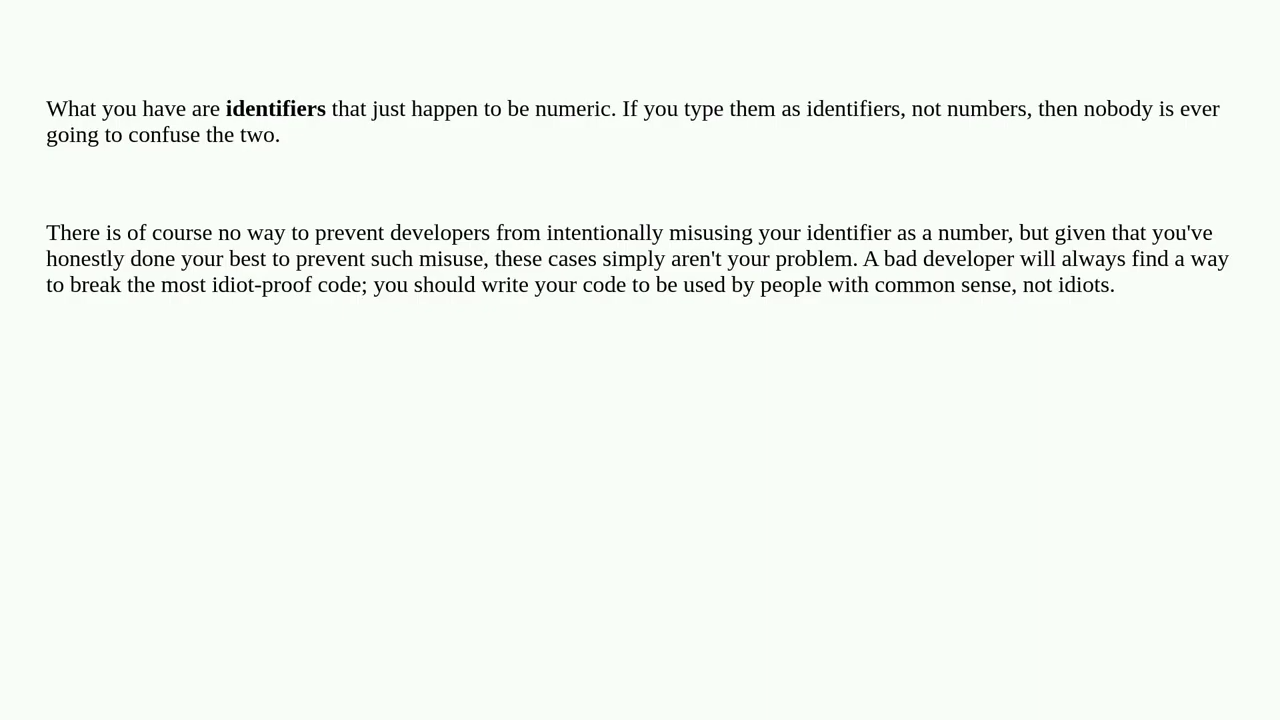 What you have are identifiers that just happen to be numeric. If you type them as identifiers, not numbers, then nobody is ever
going to confuse the two.
There is of course no way to prevent developers from intentionally misusing your identifier as a number, but given that you've
honestly done your best to prevent such misuse, these cases simply aren't your problem. A bad developer will always find a way
to break the most idiot-proof code; you should write your code to be used by people with common sense, not idiots.